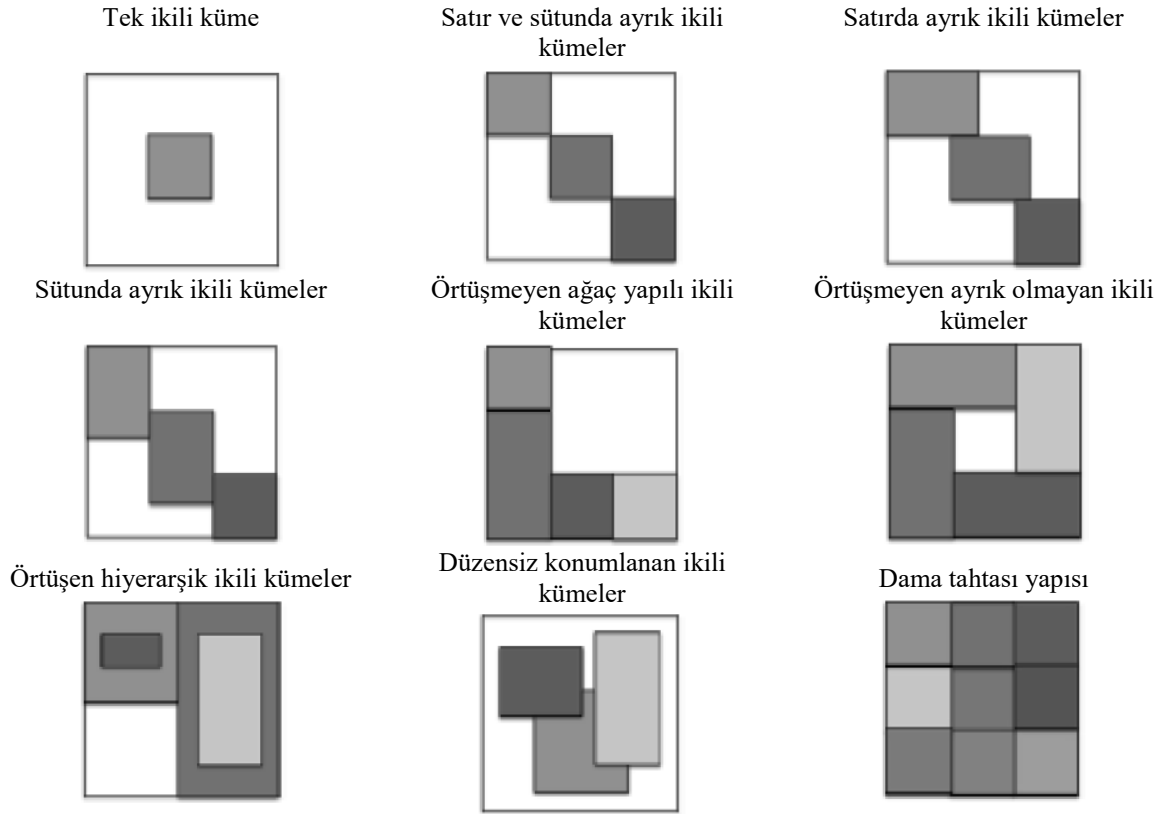 Tek ikili küme
Satır ve sütunda ayrık ikili
kümeler
Satırda ayrık ikili kümeler
Sütunda ayrık ikili kümeler
Örtüşmeyen ağaç yapılı ikili
kümeler
Örtüşmeyen ayrık olmayan ikili
kümeler
Örtüşen hiyerarşik ikili kümeler
Düzensiz konumlanan ikili
kümeler
Dama tahtası yapısı